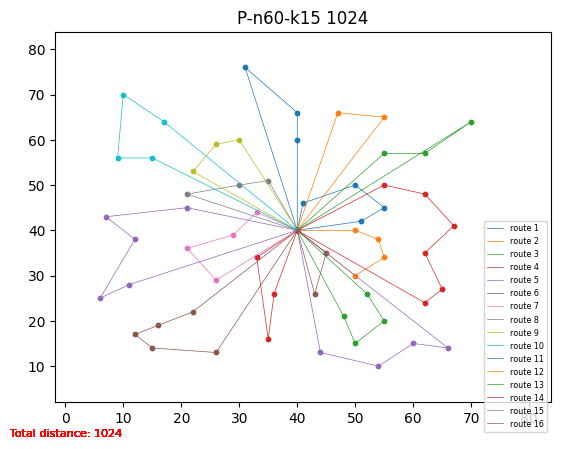 P-n60-k15 1024
80
70
60
50
40
30
20
10
0 10 20 30 40 50 60 70 80
route 1
route 2
route 3
route 4
route 5
route 6
route 7
route 8
route 9
route 10
route 11
route 12
route 13
route 14
route 15
route 16
Total distance: 1024